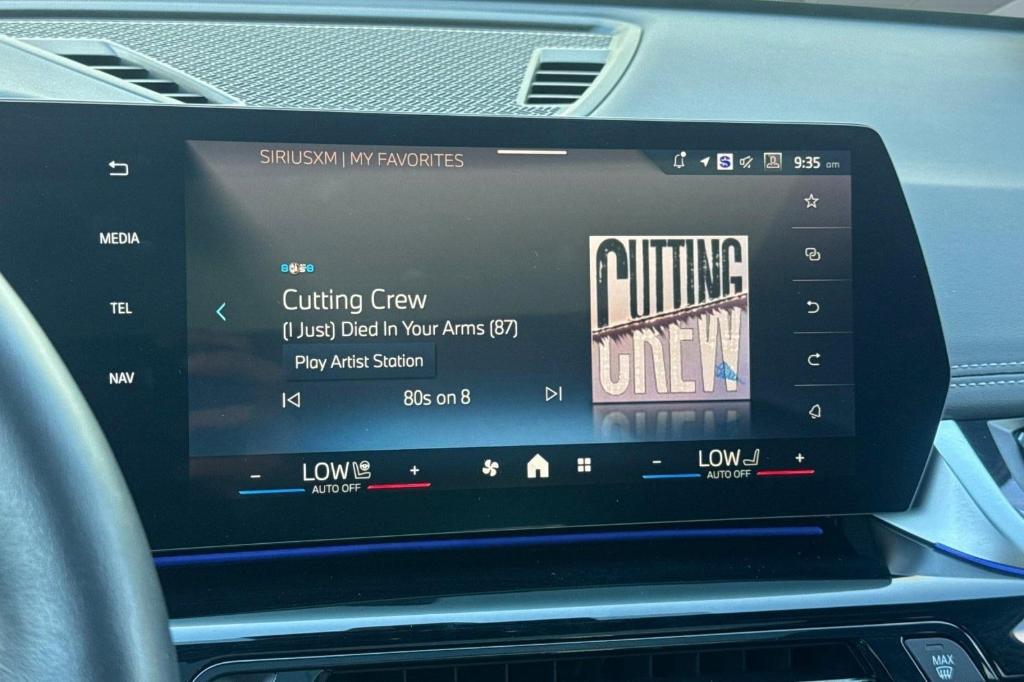 SIRIUSXM | MY FAVORITES
S
9:35 am
MEDIA
TEL
NAV
Cutting Crew
(I Just) Died In Your Arms (87)
Play Artist Station
80s on 8
CUTTING
CREW
- LOW +
AUTO OFF
- LOW +
AUTO OFF
MAX